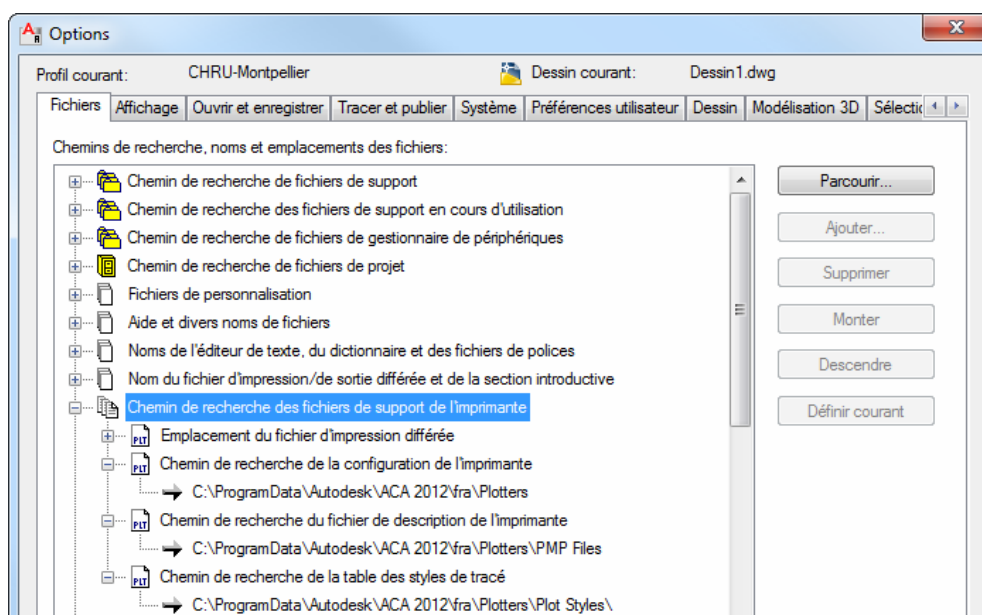 Options
Profil courant: CHRU-Montpellier Dessin courant: Dessin1.dwg
Fichiers Affichage Ouvrir et enregistrer Tracer et publier Système Préférences utilisateur Dessin Modélisation 3D Sélectic
Chemins de recherche, noms et emplacements des fichiers:
Chemin de recherche de fichiers de support
Parcourir...
Chemin de recherche des fichiers de support en cours d'utilisation
Ajouter...
Chemin de recherche de fichiers de gestionnaire de périphériques
Chemin de recherche de fichiers de projet
Supprimer
Fichiers de personnalisation
Aide et divers noms de fichiers
Monter
Noms de l'éditeur de texte, du dictionnaire et des fichiers de polices
Descendre
Nom du fichier d'impression/de sortie différée et de la section introductive
Chemin de recherche des fichiers de support de l'imprimante
Définir courant
PLT Emplacement du fichier d'impression différée
PLT Chemin de recherche de la configuration de l'imprimante
C:\ProgramData\Autodesk\ACA 2012\fra\Plotters
PLT Chemin de recherche du fichier de description de l'imprimante
C:\ProgramData\Autodesk\ACA 2012\fra\Plotters\PMP Files
PLT Chemin de recherche de la table des styles de tracé
C:\ProgramData\Autodesk\ACA 2012\fra\Plotters\Plot Styles\